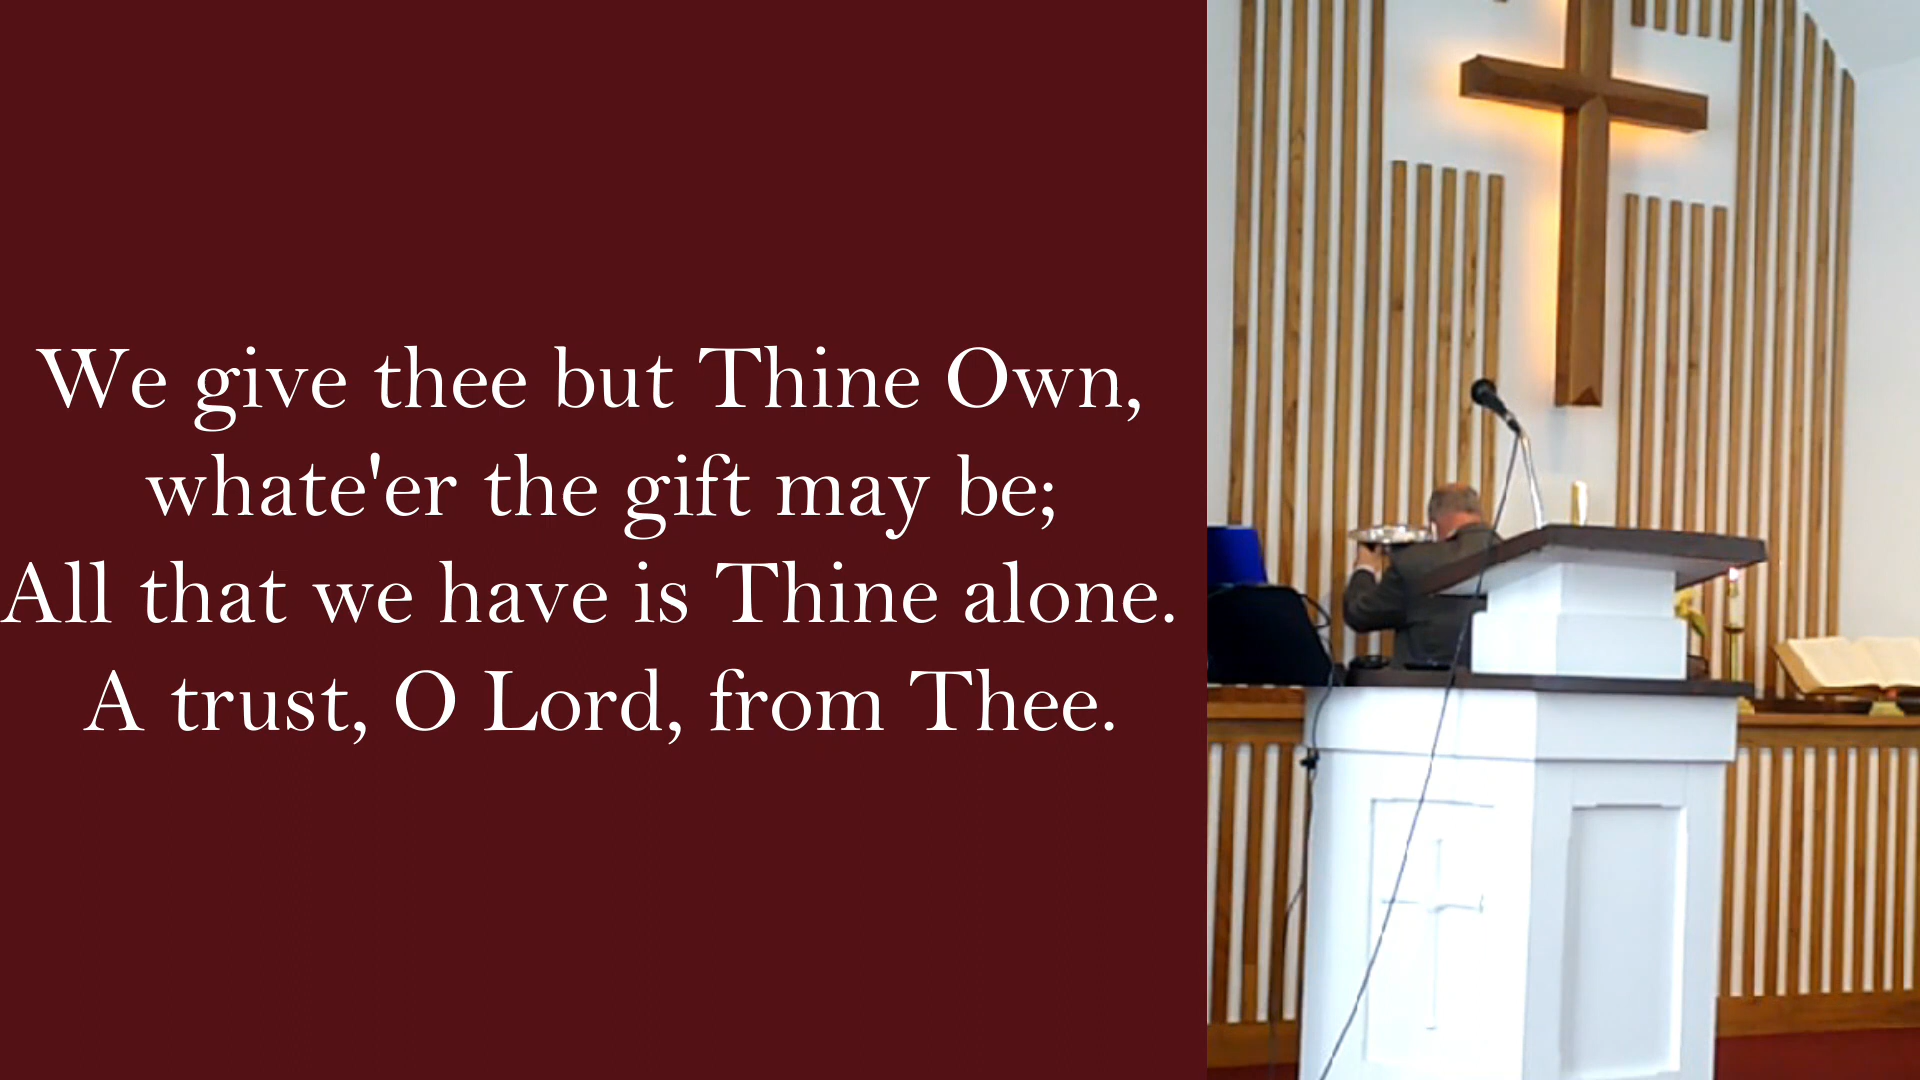 We give thee but Thine Own,
whate'er the gift may be;
All that we have is Thine alone.
A trust, O Lord, from Thee.